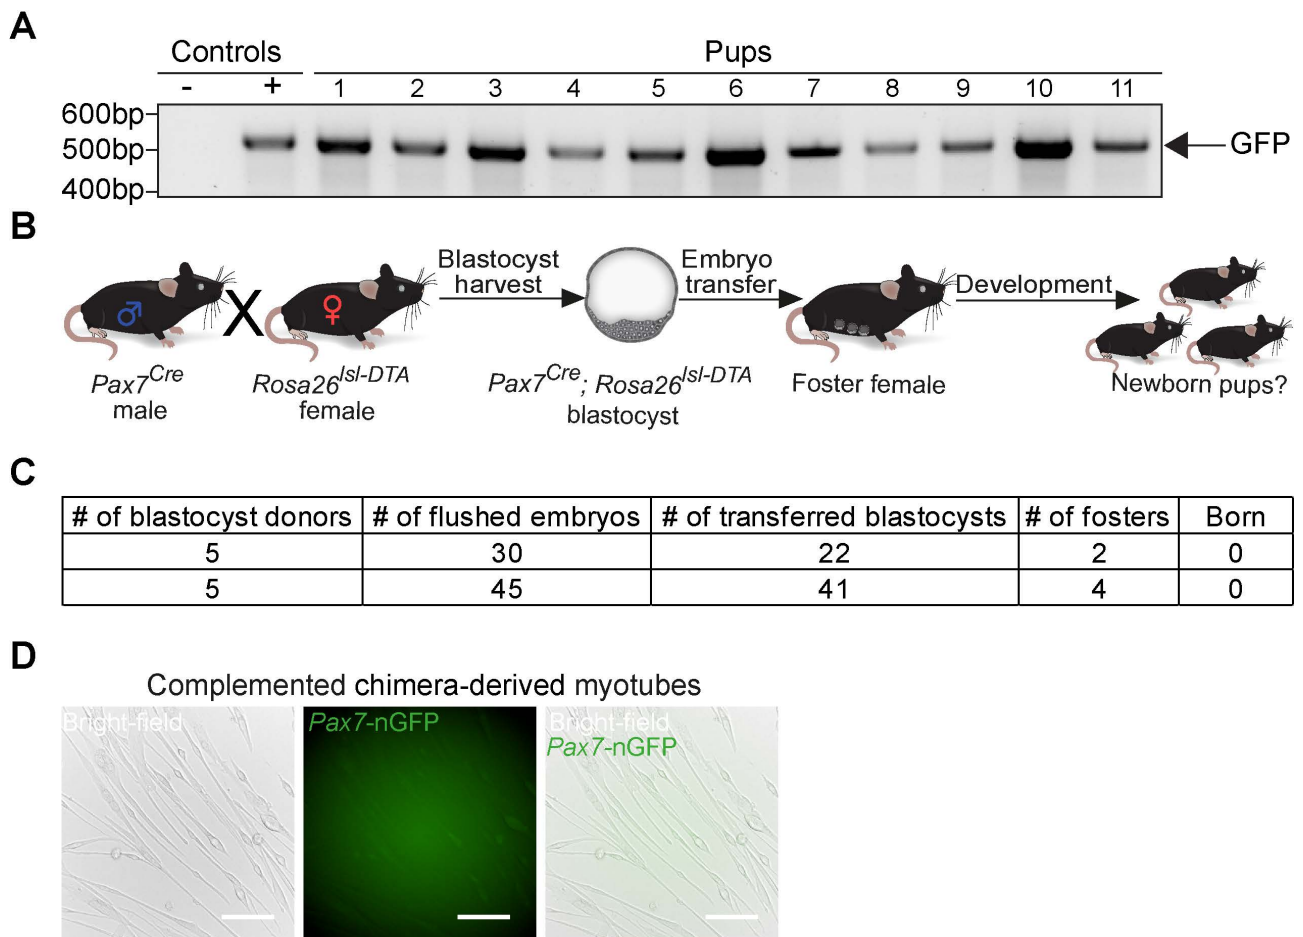 A
Controls
Pups
- + 1 2 3 4 5 6 7 8 9 10 11
600bp
500bp
400bp
GFP
B
Blastocyst
harvest
Embryo
transfer
Development
♂ X ♀
Pax7Cre
male
Rosa26lsl-DTA
female
Pax7Cre; Rosa26lsl-DTA
blastocyst
Foster female
Newborn pups?
C
# of blastocyst donors # of flushed embryos # of transferred blastocysts # of fosters Born
5 30 22 2 0
5 45 41 4 0
D
Complemented chimera-derived myotubes
Bright-field
Pax7-nGFP
Bright-field
Pax7-nGFP